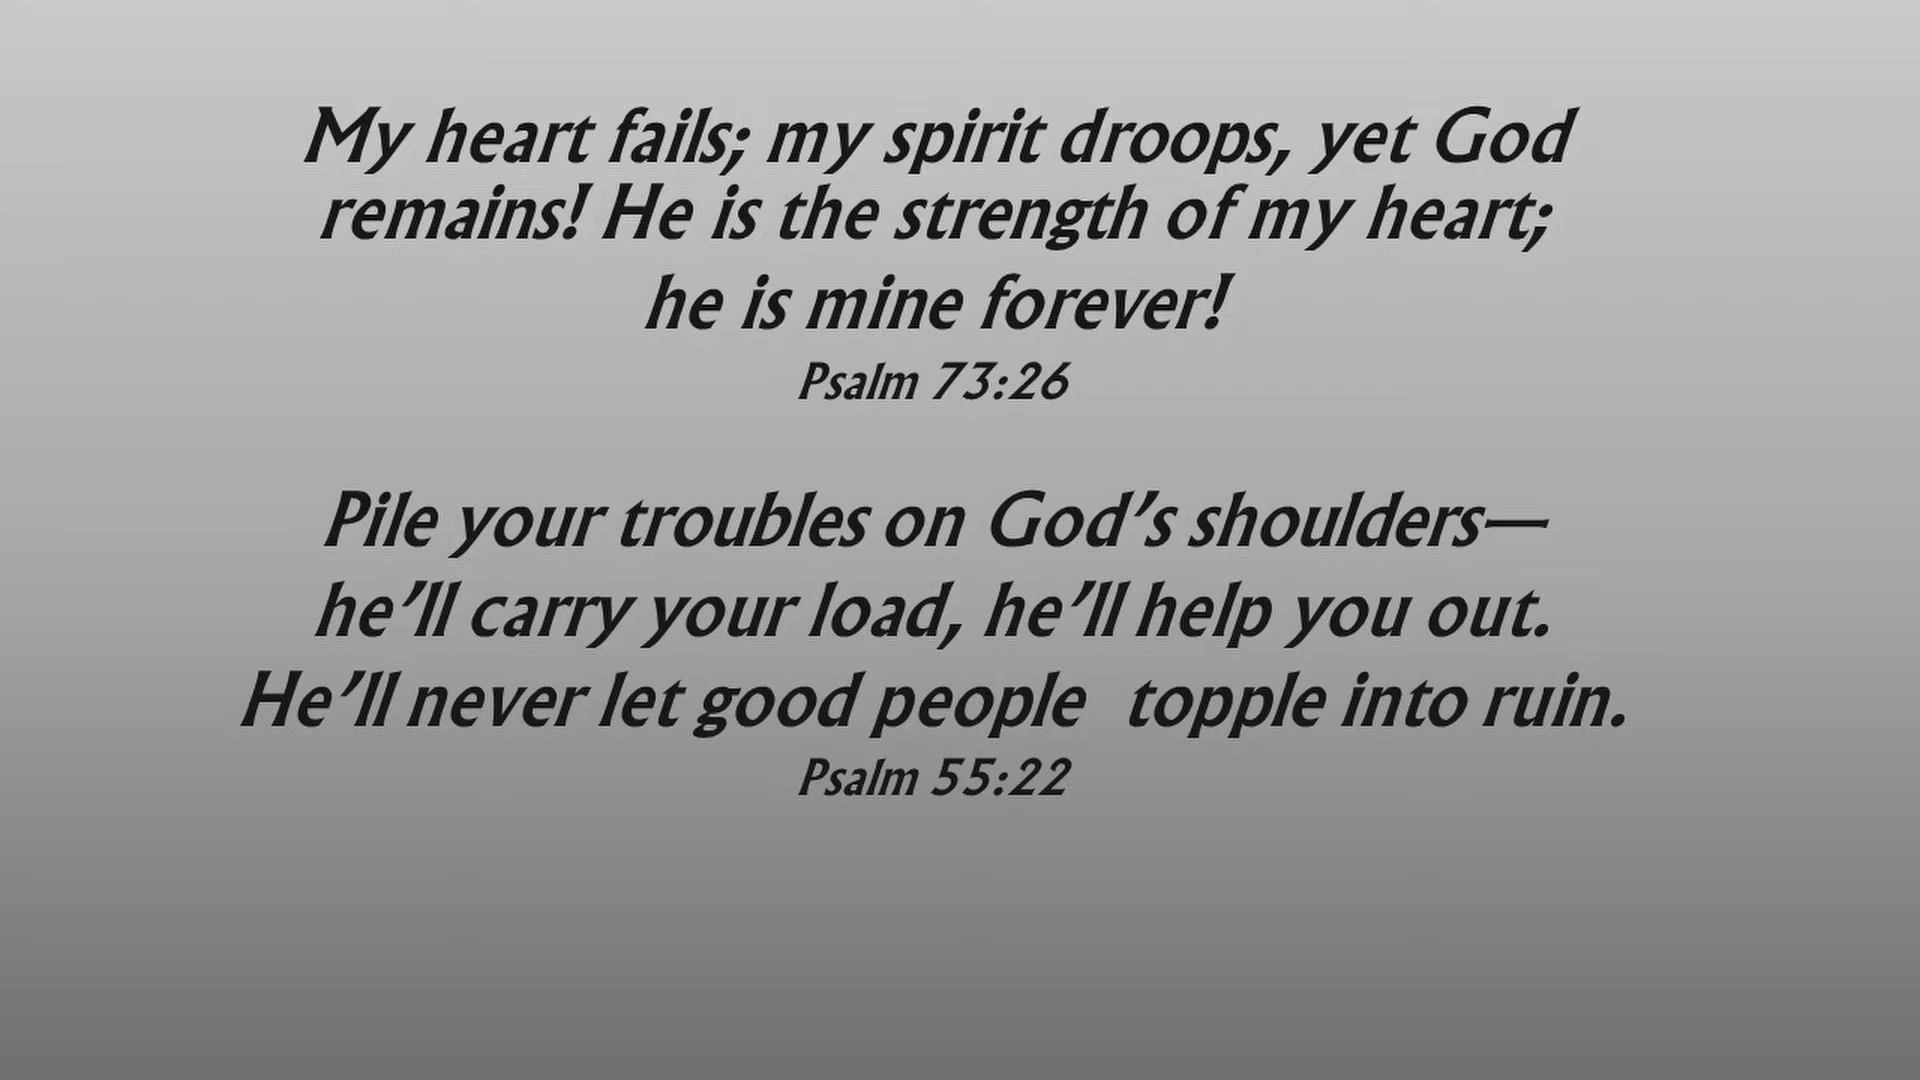 My heart fails; my spirit droops, yet God
remains! He is the strength of my heart;
he is mine forever!
Psalm 73:26
Pile your troubles on God’s shoulders—
he’ll carry your load, he’ll help you out.
He’ll never let good people  topple into ruin.
Psalm 55:22